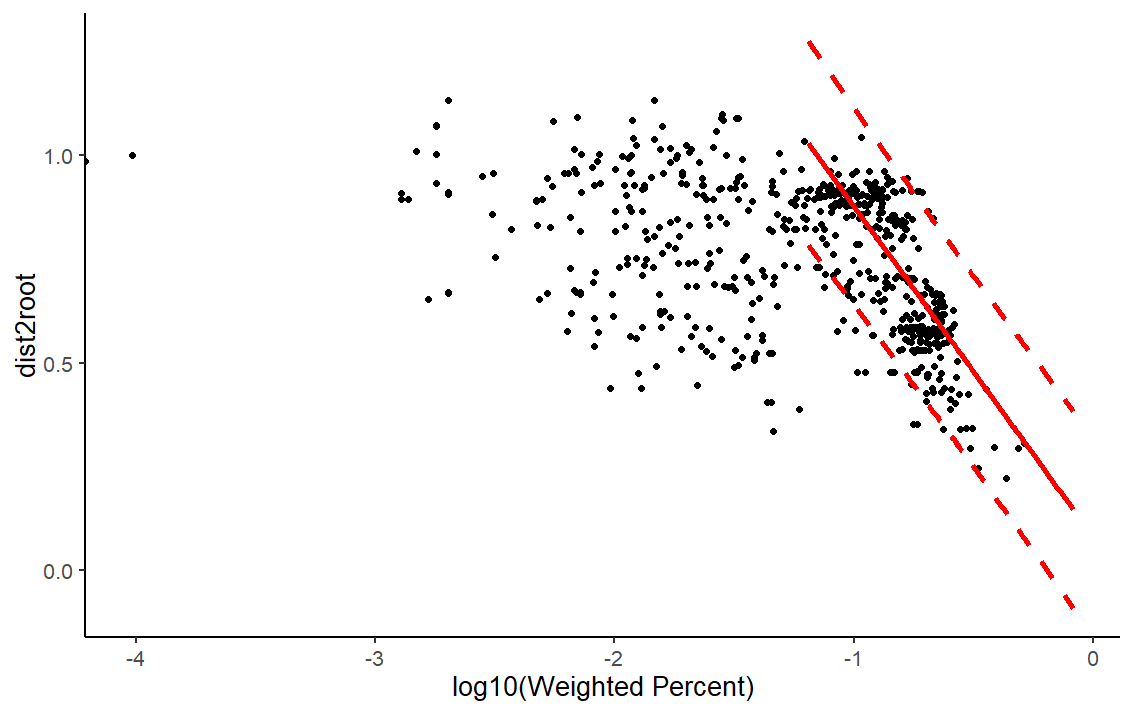 1.0
0.5
0.0
dist2root
-4 -3 -2 -1 0
log10(Weighted Percent)